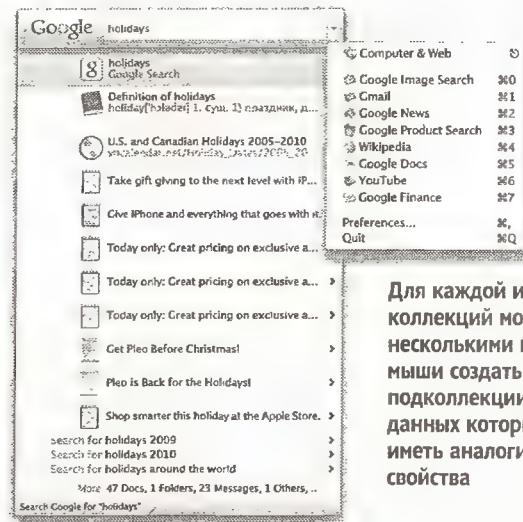 Google holidays
holidays
Google Search
Definition of holidays
holiday['hɔlədeɪ] 1. сущ. 1) праздник, д...
U.S. and Canadian Holidays 2005–2010
Take gift giving to the next level with iP...
Give iPhone and everything that goes with it.
Today only: Great pricing on exclusive a...
Today only: Great pricing on exclusive a...
Today only: Great pricing on exclusive a...
Get Pleo Before Christmas!
Pleo is Back for the Holidays!
Shop smarter this holiday at the Apple Store.
Search for holidays 2009
Search for holidays 2010
Search for holidays around the world
More 47 Docs, 1 Folders, 23 Messages, 1 Others, ..
Search Google for "holidays"
Computer & Web
Google Image Search ⌘0
Gmail ⌘1
Google News ⌘2
Google Product Search ⌘3
Wikipedia ⌘4
Google Docs ⌘5
YouTube ⌘6
Google Finance ⌘7
Preferences... ⌘,
Quit ⌘Q
Для каждой
коллекций
несколькими
мыши создать
подколлекции
данных
иметь
свойства